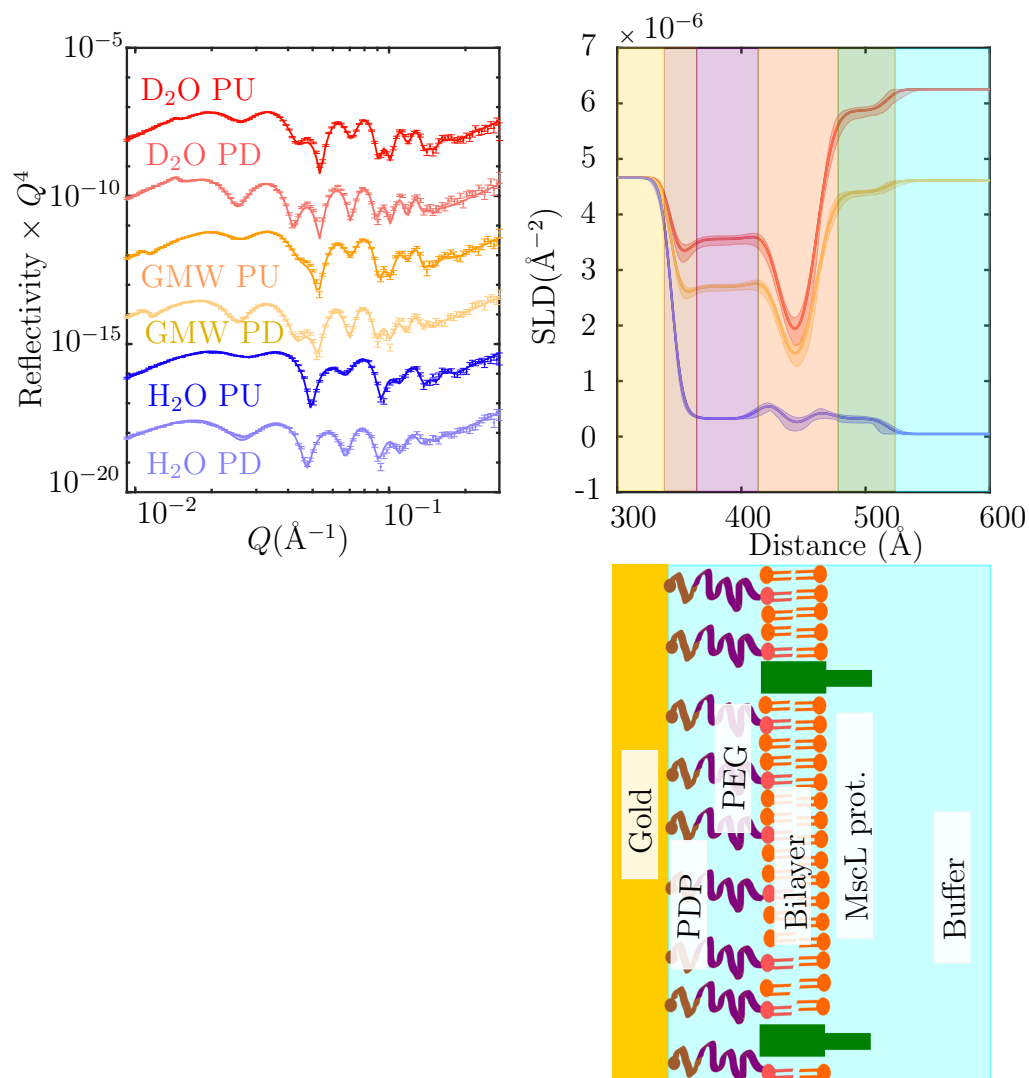 10⁻⁵
10⁻¹⁰
10⁻¹⁵
10⁻²⁰
Reflectivity × Q⁴
D₂O PU
D₂O PD
GMW PU
GMW PD
H₂O PU
H₂O PD
10⁻²
10⁻¹
Q(Å⁻¹)
× 10⁻⁶
7
6
5
4
3
2
1
0
-1
SLD(Å⁻²)
300
400
500
600
Distance (Å)
Gold
PDP
PEG
Bilayer
MscL prot.
Buffer